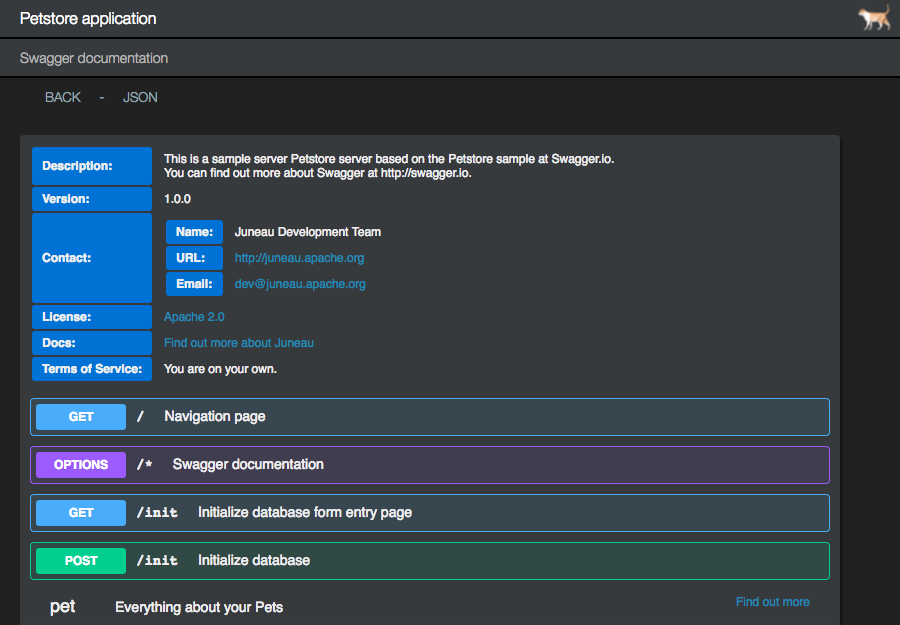 Petstore application
Swagger documentation
BACK - JSON
Description: This is a sample server Petstore server based on the Petstore sample at Swagger.io.
You can find out more about Swagger at http://swagger.io.
Version: 1.0.0
Contact:
Name: Juneau Development Team
URL: http://juneau.apache.org
Email: dev@juneau.apache.org
License: Apache 2.0
Docs: Find out more about Juneau
Terms of Service: You are on your own.
GET / Navigation page
OPTIONS /* Swagger documentation
GET /init Initialize database form entry page
POST /init Initialize database
pet Everything about your Pets Find out more